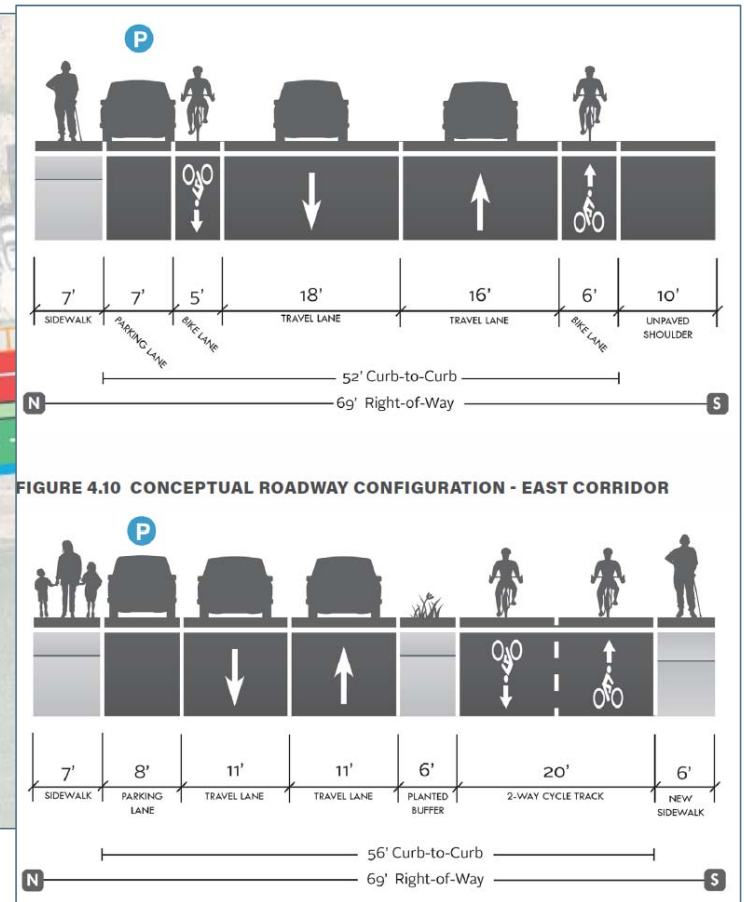 P
7' 7' 5' 18' 16' 6' 10'
SIDEWALK PARKING LANE BIKE LANE TRAVEL LANE TRAVEL LANE BIKE LANE UNPAVED
SHOULDER
52' Curb-to-Curb
N 69' Right-of-Way S
FIGURE 4.10 CONCEPTUAL ROADWAY CONFIGURATION - EAST CORRIDOR
P
7' 8' 11' 11' 6' 20' 6'
SIDEWALK PARKING TRAVEL LANE TRAVEL LANE PLANTED 2-WAY CYCLE TRACK NEW
LANE BUFFER SIDEWALK
56' Curb-to-Curb
N 69' Right-of-Way S